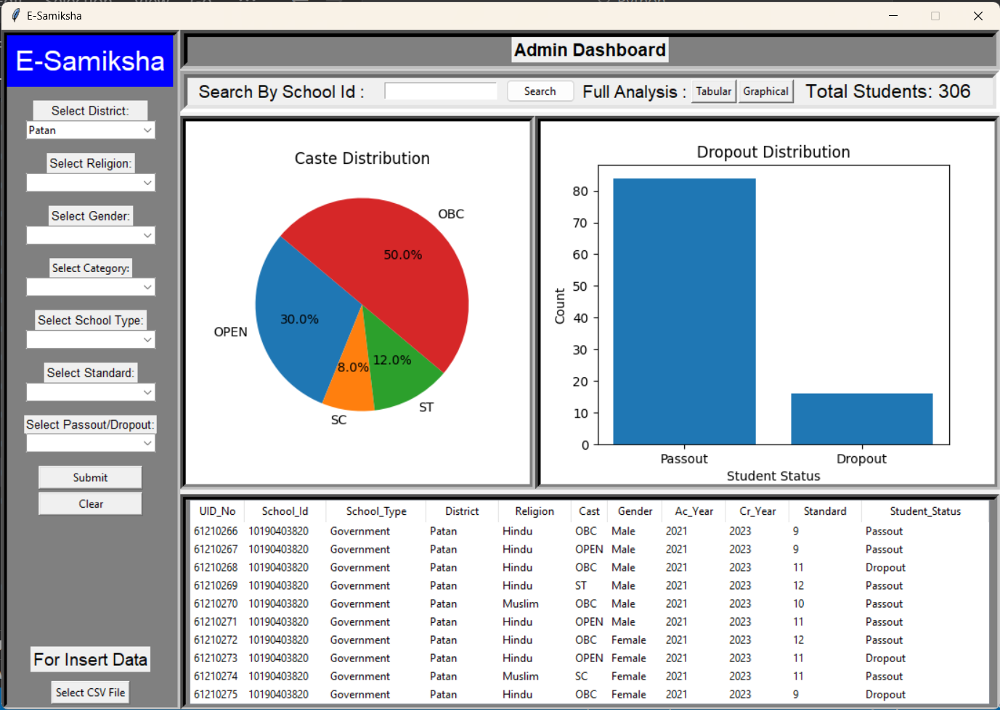 E-Samiksha
E-Samiksha
Select District:
Patan
Select Religion:
Select Gender:
Select Category:
Select School Type:
Select Standard:
Select Passout/Dropout:
Submit
Clear
For Insert Data
Select CSV File
Admin Dashboard
Search By School Id : Search Full Analysis : Tabular Graphical Total Students: 306
Caste Distribution
OBC
50.0%
30.0%
OPEN
8.0%
12.0%
SC
ST
Dropout Distribution
80
70
60
50
40
30
20
10
0
Count
Passout Dropout
Student Status
UID_No School_Id School_Type District Religion Cast Gender Ac_Year Cr_Year Standard Student_Status
61210266 10190403820 Government Patan Hindu OBC Male 2021 2023 9 Passout
61210267 10190403820 Government Patan Hindu OPEN Male 2021 2023 9 Passout
61210268 10190403820 Government Patan Hindu OBC Male 2021 2023 11 Dropout
61210269 10190403820 Government Patan Hindu ST Male 2021 2023 12 Passout
61210270 10190403820 Government Patan Muslim OBC Male 2021 2023 10 Passout
61210271 10190403820 Government Patan Hindu OPEN Male 2021 2023 11 Passout
61210272 10190403820 Government Patan Hindu OBC Female 2021 2023 12 Passout
61210273 10190403820 Government Patan Hindu OPEN Female 2021 2023 11 Dropout
61210274 10190403820 Government Patan Muslim SC Female 2021 2023 11 Passout
61210275 10190403820 Government Patan Hindu OBC Female 2021 2023 9 Dropout